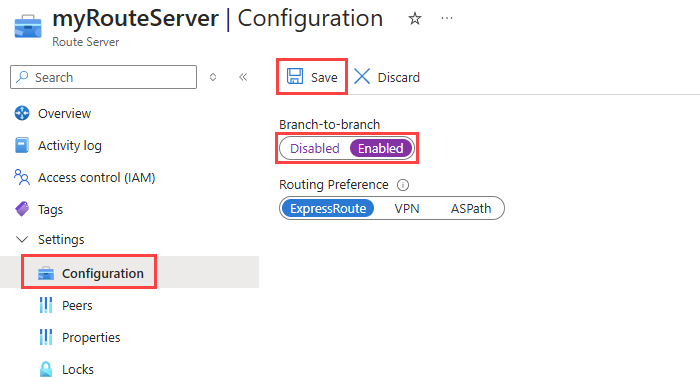 myRouteServer | Configuration
Route Server
Search
Overview
Activity log
Access control (IAM)
Tags
Settings
Configuration
Peers
Properties
Locks
Save Discard
Branch-to-branch
Disabled Enabled
Routing Preference
ExpressRoute VPN ASPath